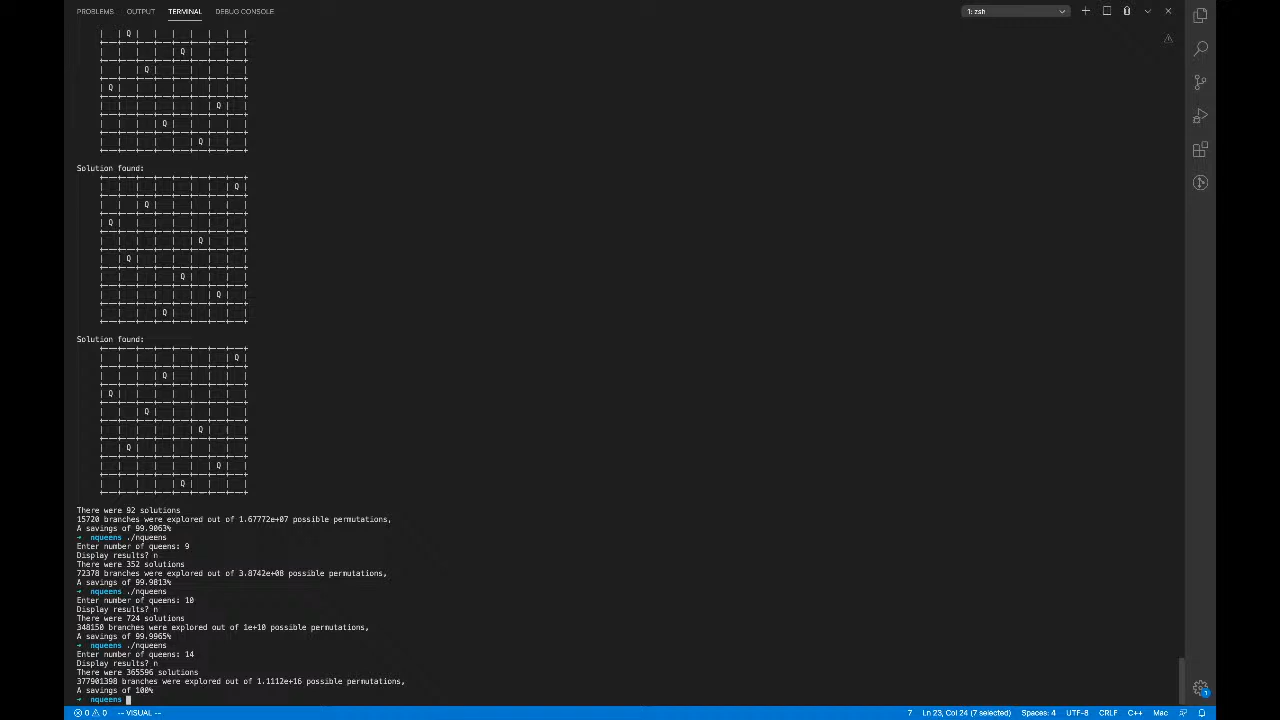 PROBLEMS OUTPUT TERMINAL DEBUG CONSOLE 1: zsh
Q
Q
Q
Q
Q
Q
Q
Solution found:
Q
Q
Q
Q
Q
Q
Q
Q
Solution found:
Q
Q
Q
Q
Q
Q
Q
Q
There were 92 solutions
15720 branches were explored out of 1.67772e+07 possible permutations,
A savings of 99.9063%
➜ nqueens ./nqueens
Enter number of queens: 9
Display results? n
There were 352 solutions
72378 branches were explored out of 3.8742e+08 possible permutations,
A savings of 99.9813%
➜ nqueens ./nqueens
Enter number of queens: 10
Display results? n
There were 724 solutions
348150 branches were explored out of 1e+10 possible permutations,
A savings of 99.9965%
➜ nqueens ./nqueens
Enter number of queens: 14
Display results? n
There were 365596 solutions
377901398 branches were explored out of 1.1112e+16 possible permutations,
A savings of 100%
➜ nqueens
1
0 0 -- VISUAL -- 7 Ln 23, Col 24 (7 selected) Spaces: 4 UTF-8 CRLF C++ Mac